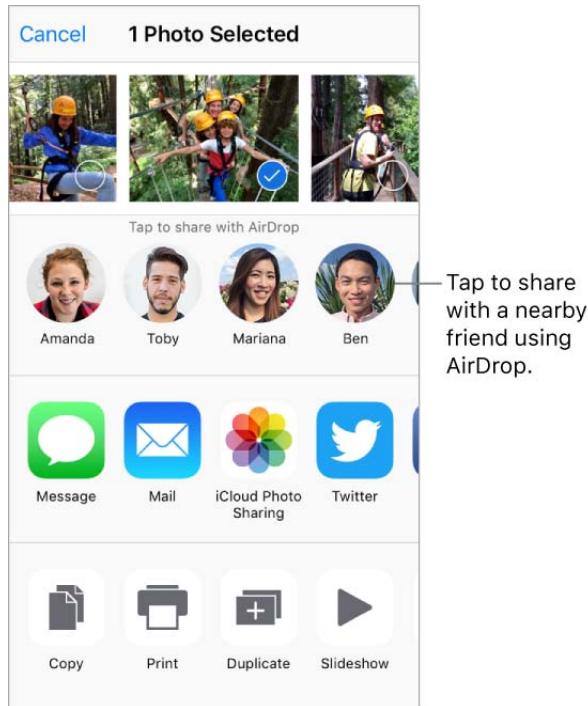 Cancel
1 Photo Selected
Tap to share with AirDrop
Amanda
Toby
Mariana
Ben
Tap to share
with a nearby
friend using
AirDrop.
Message
Mail
iCloud Photo
Sharing
Twitter
Copy
Print
Duplicate
Slideshow